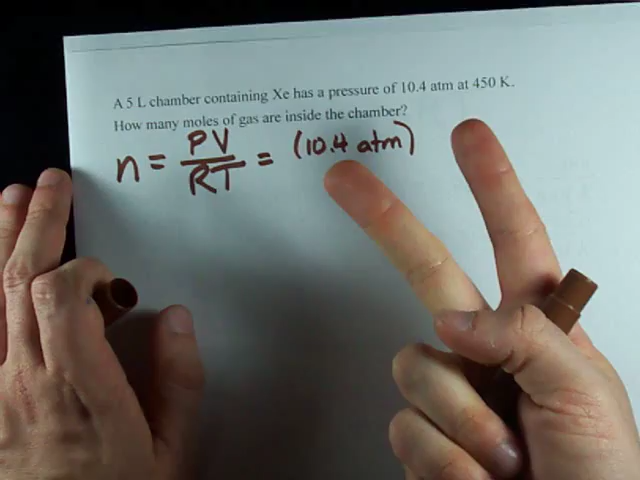 A 5 L chamber containing Xe has a pressure of 10.4 atm at 450 K.
How many moles of gas are inside the chamber?
n = PV/RT = (10.4 atm)